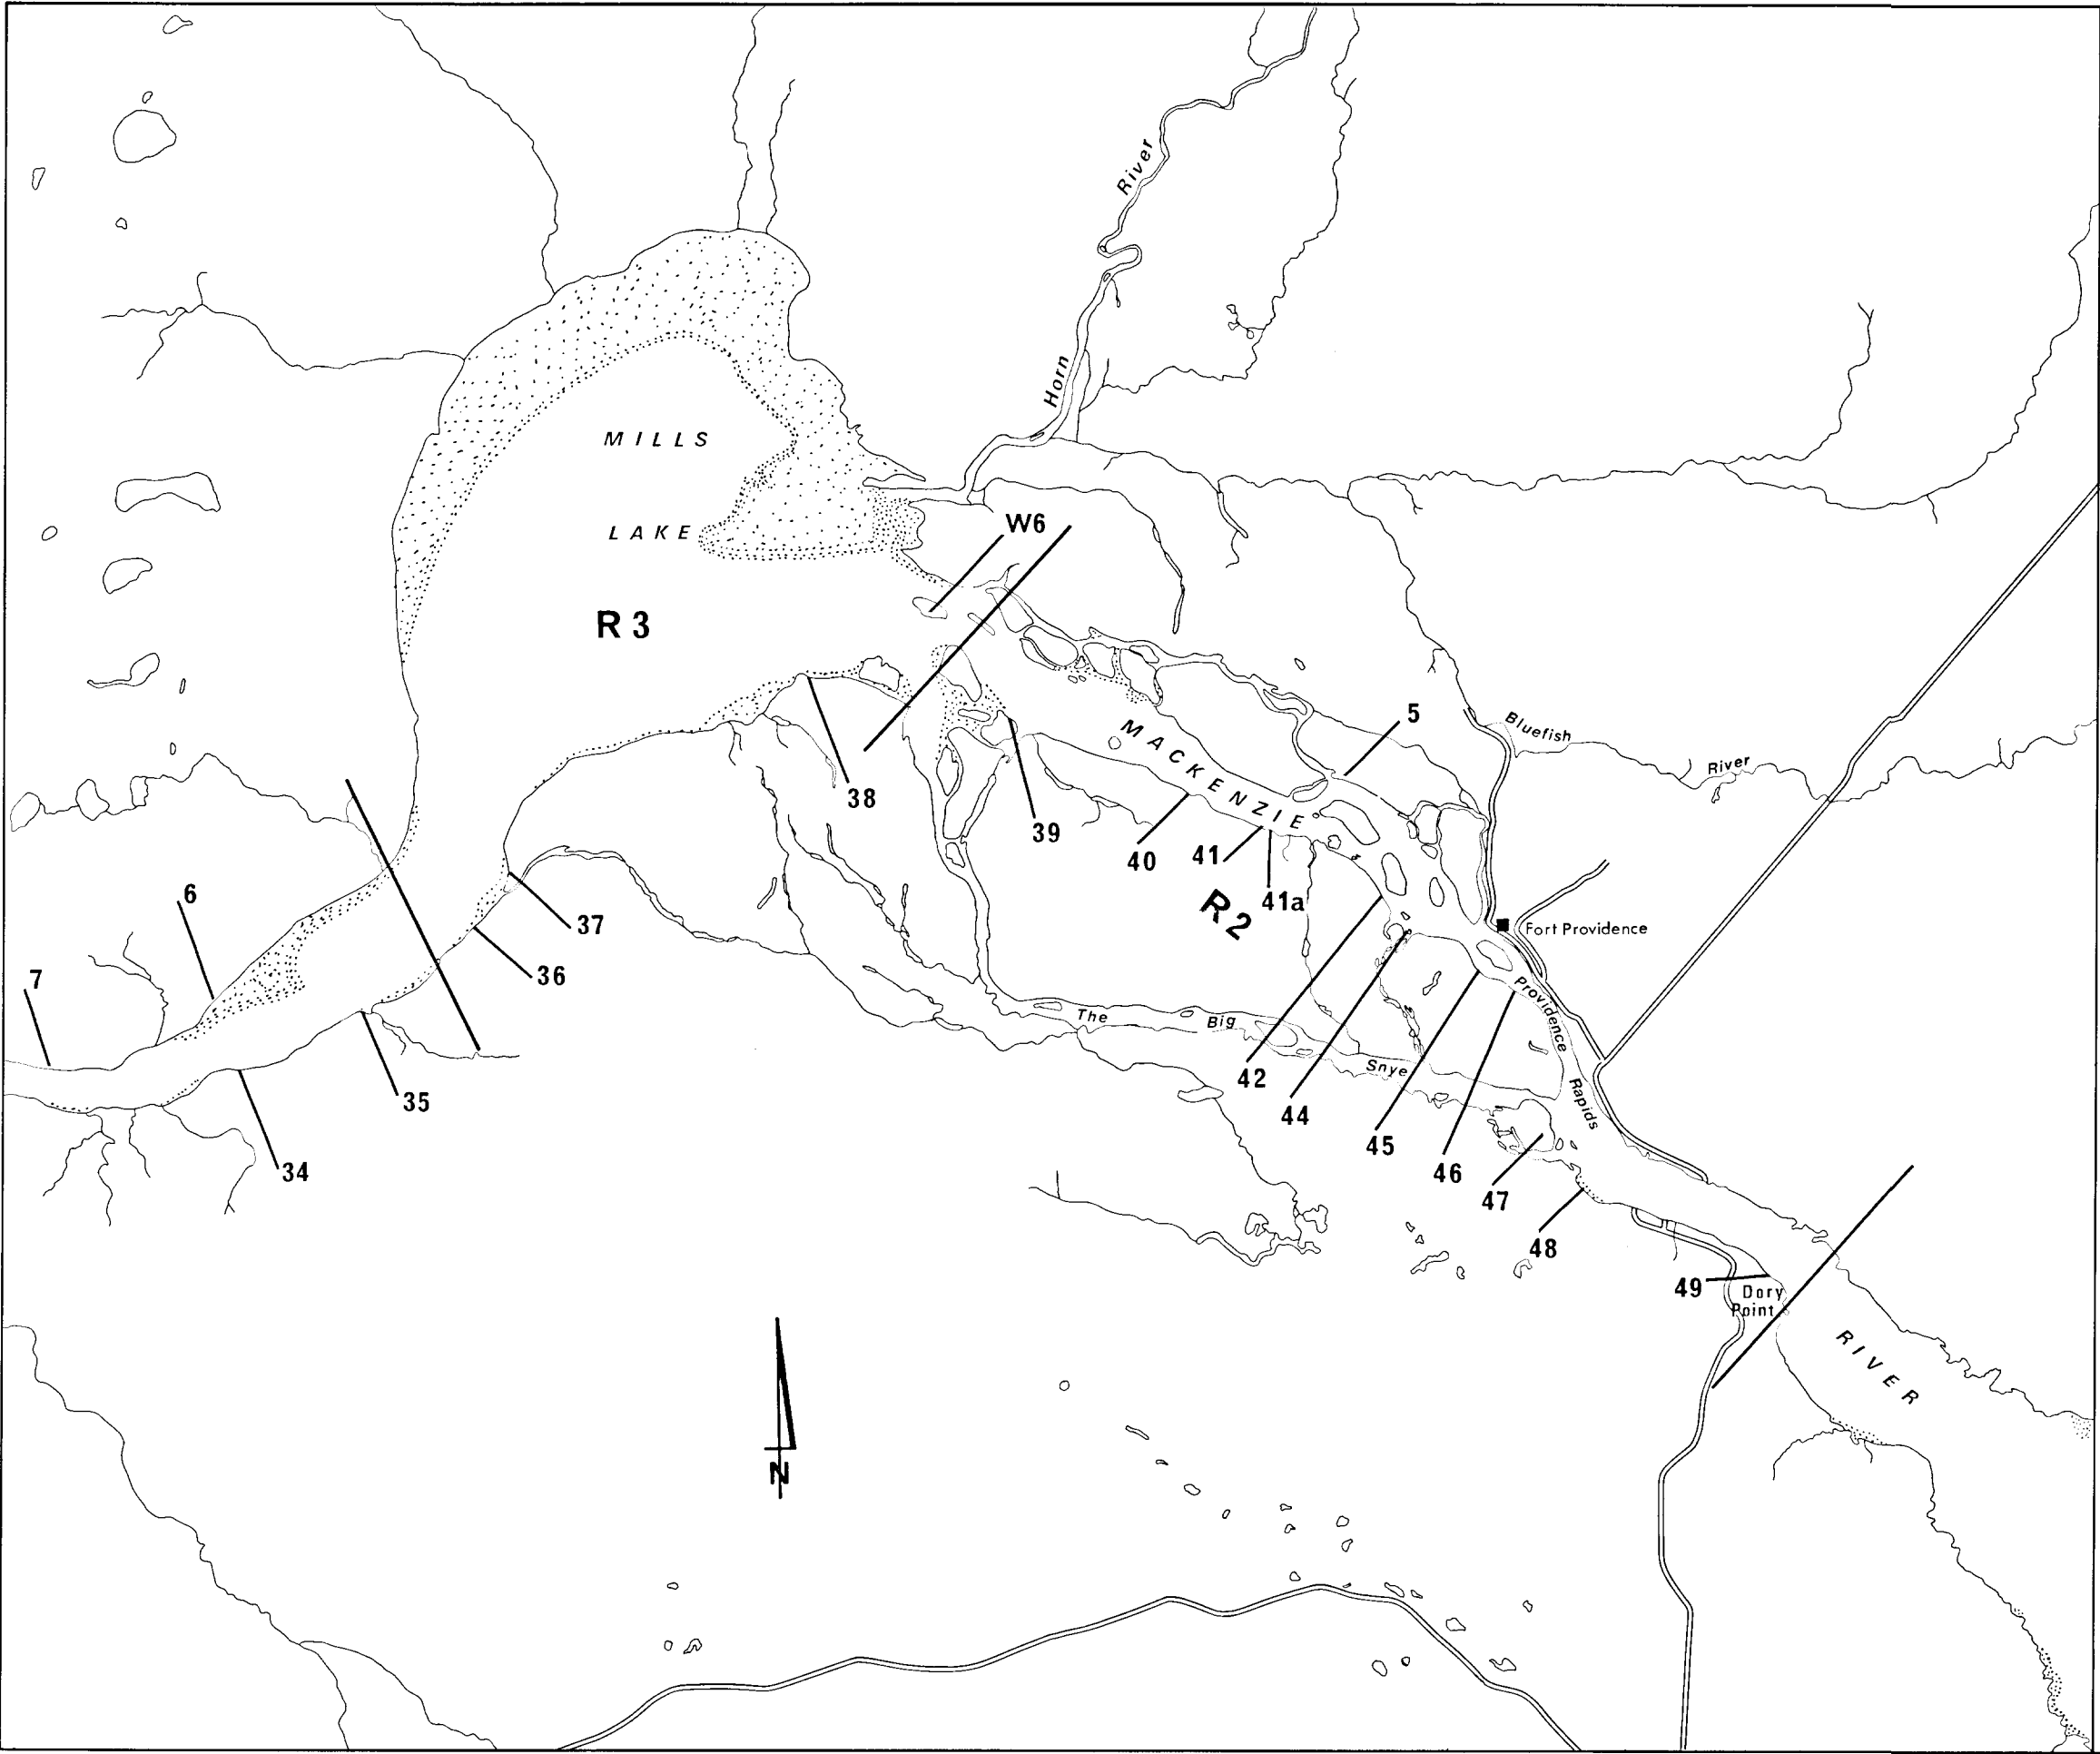 River
Horn
MILLS
LAKE
W6
R 3
MACKENZIE
5
Bluefish
River
38
39
40
41
41a
R2
6
7
37
36
35
34
Fort Providence
Providence
Rapids
The Big Snye
42
44
45
46
47
48
49
Dory
Point
RIVER
N